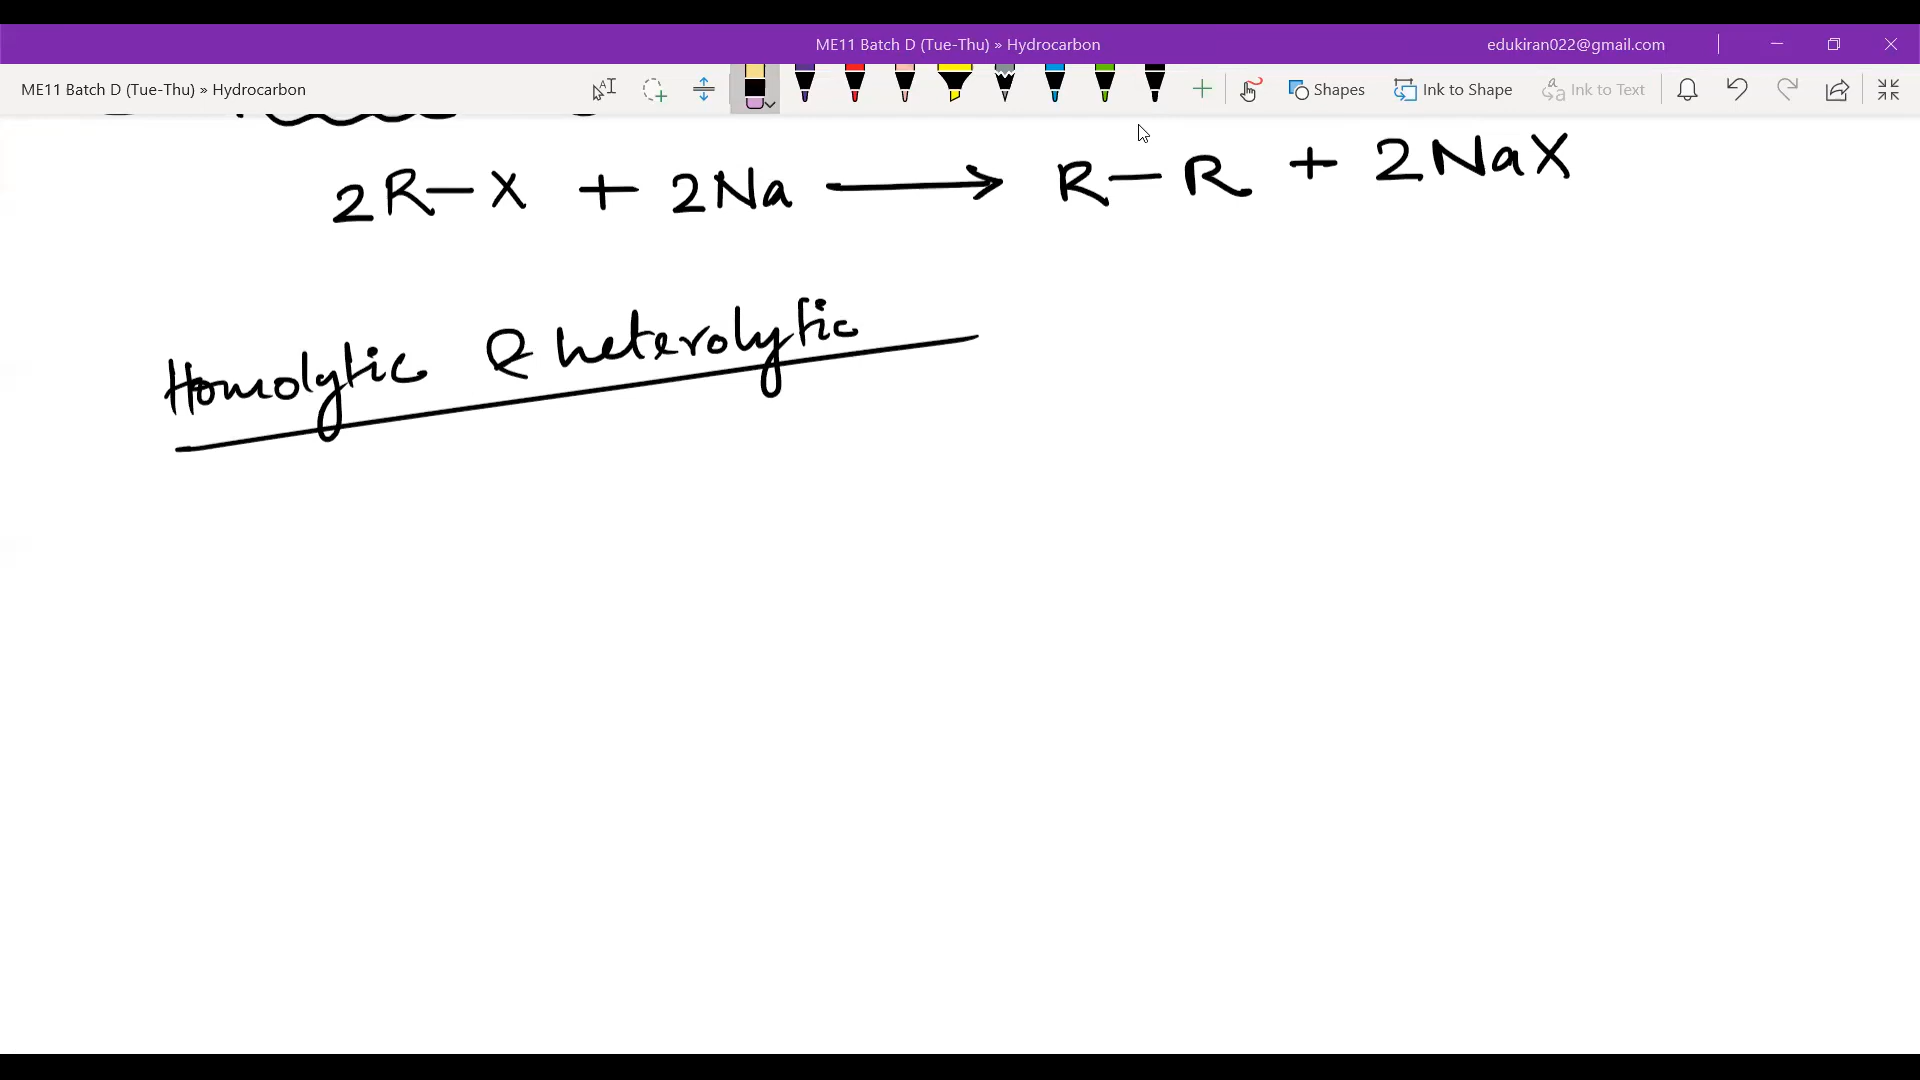 ME11 Batch D (Tue-Thu) » Hydrocarbon
edukiran022@gmail.com
ME11 Batch D (Tue-Thu) » Hydrocarbon
Shapes
Ink to Shape
Ink to Text
2R-X + 2Na ⟶ R-R + 2NaX
Homolytic & heterolytic